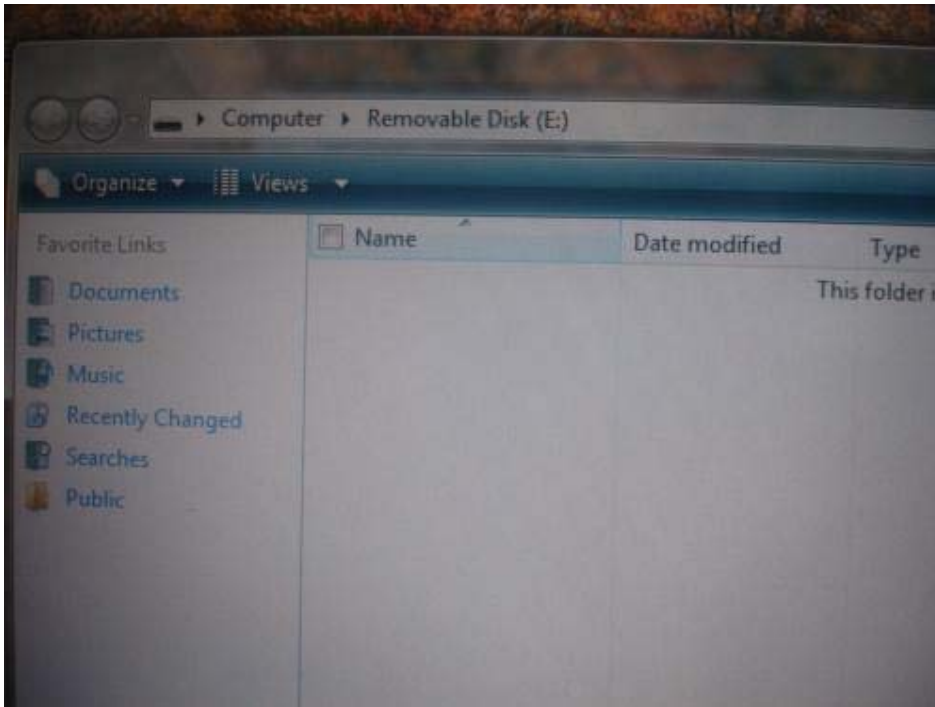 Computer Removable Disk (E:)
Organize Views
Favorite Links
Name Date modified Type
This folder
Documents
Pictures
Music
Recently Changed
Searches
Public